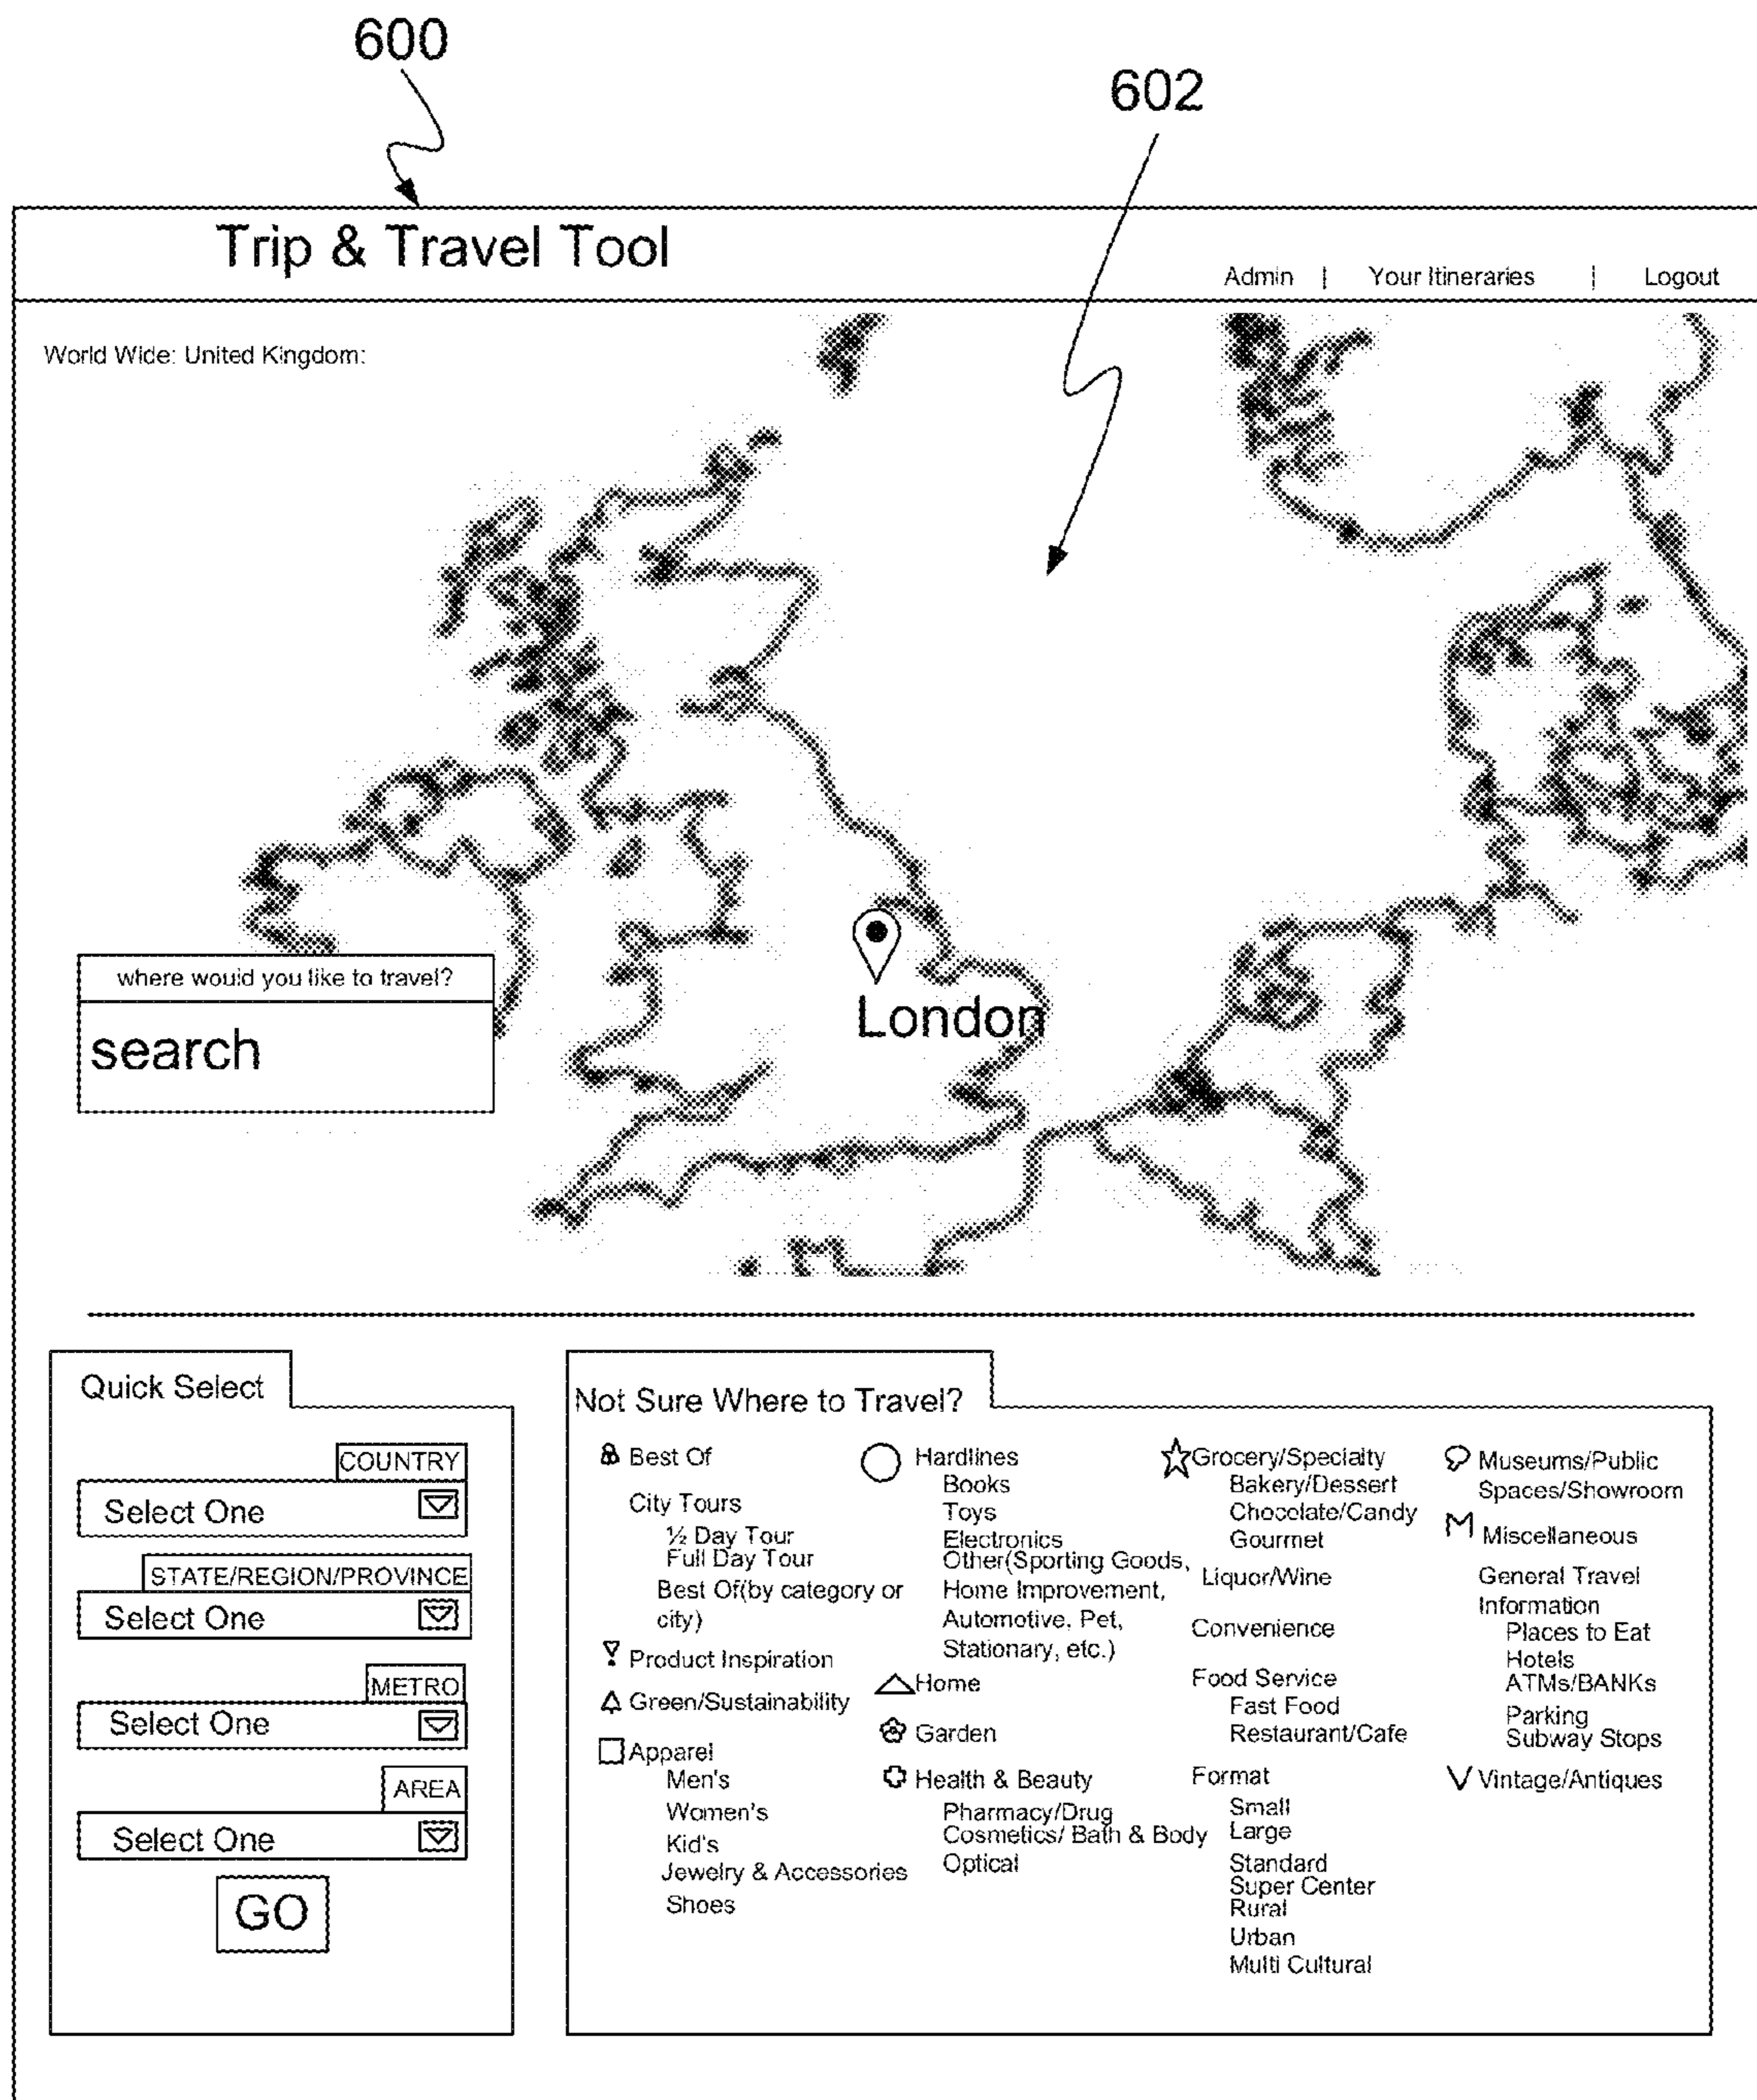 600
602
Trip & Travel Tool
Admin | Your Itineraries | Logout
World Wide: United Kingdom:
where would you like to travel?
search
London
Quick Select
COUNTRY
Select One
STATE/REGION/PROVINCE
Select One
METRO
Select One
AREA
Select One
GO
Not Sure Where to Travel?
Best Of
City Tours
½ Day Tour
Full Day Tour
Best Of(by category or
city)
Product Inspiration
Green/Sustainability
Apparel
Men's
Women's
Kid's
Jewelry & Accessories
Shoes
Hardlines
Books
Toys
Electronics
Other(Sporting Goods,
Home Improvement,
Automotive, Pet,
Stationary, etc.)
Home
Garden
Health & Beauty
Pharmacy/Drug
Cosmetics/ Bath & Body
Optical
Grocery/Specialty
Bakery/Dessert
Chocolate/Candy
Gourmet
Liquor/Wine
Convenience
Food Service
Fast Food
Restaurant/Cafe
Format
Small
Large
Standard
Super Center
Rural
Urban
Multi Cultural
Museums/Public
Spaces/Showroom
M Miscellaneous
General Travel
Information
Places to Eat
Hotels
ATMs/BANKs
Parking
Subway Stops
V Vintage/Antiques